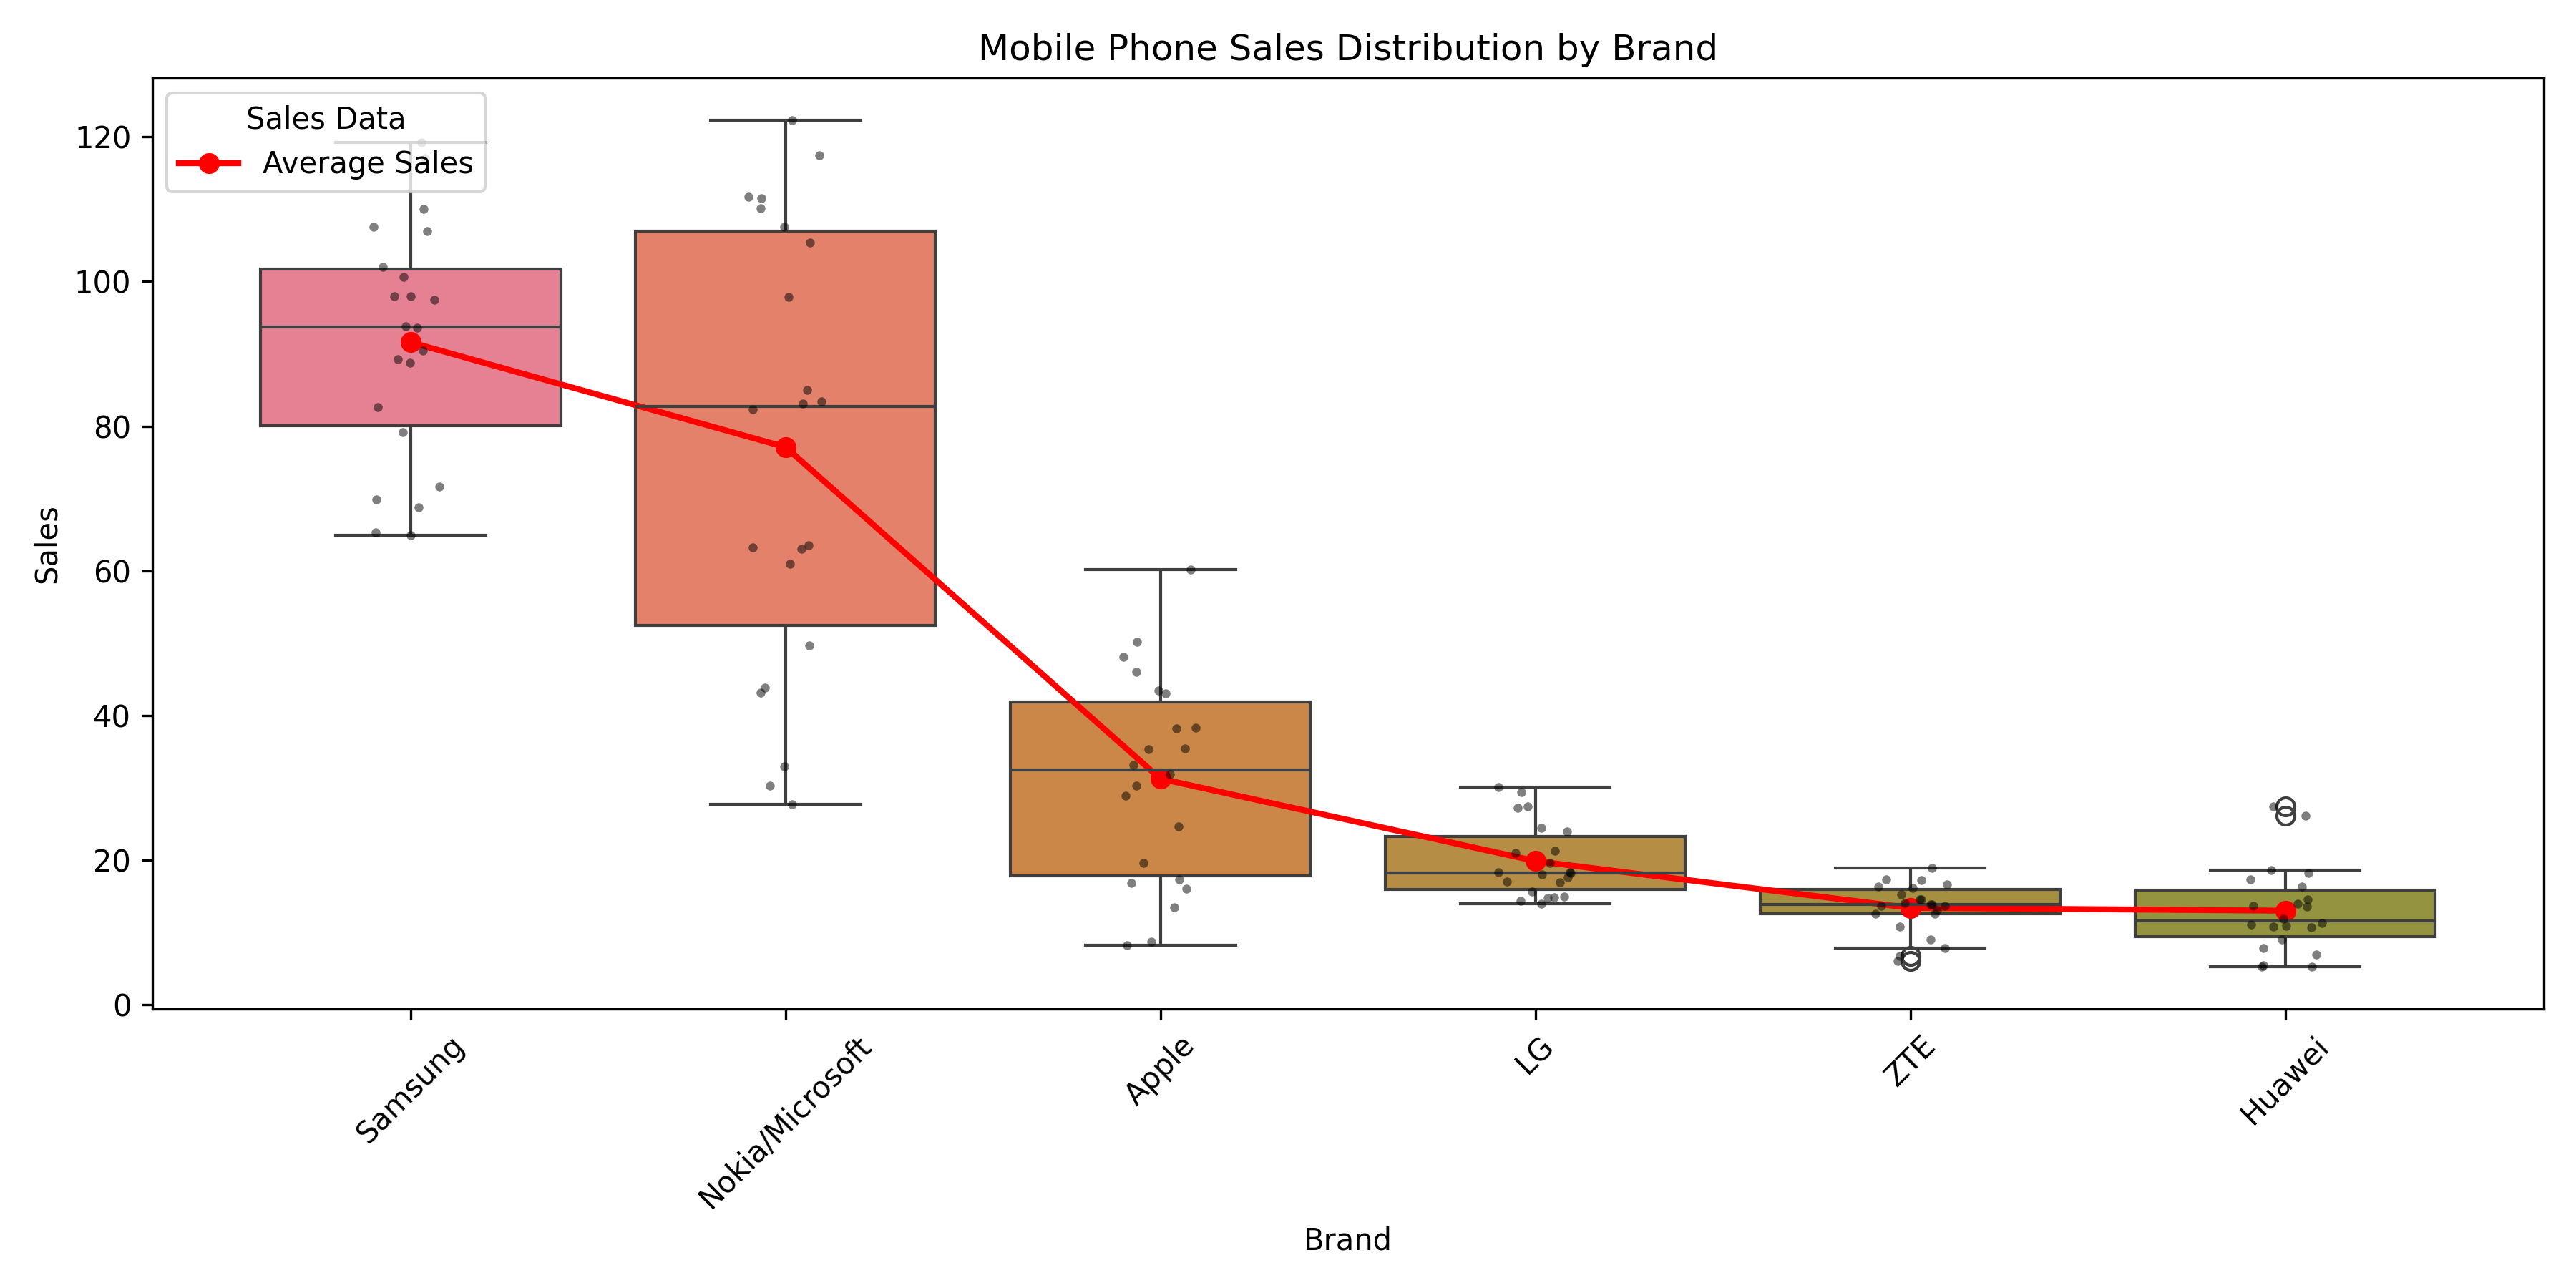 Mobile Phone Sales Distribution by Brand
Sales Data
Average Sales
120
100
80
60
40
20
0
Sales
Samsung
Nokia/Microsoft
Apple
LG
ZTE
Huawei
Brand